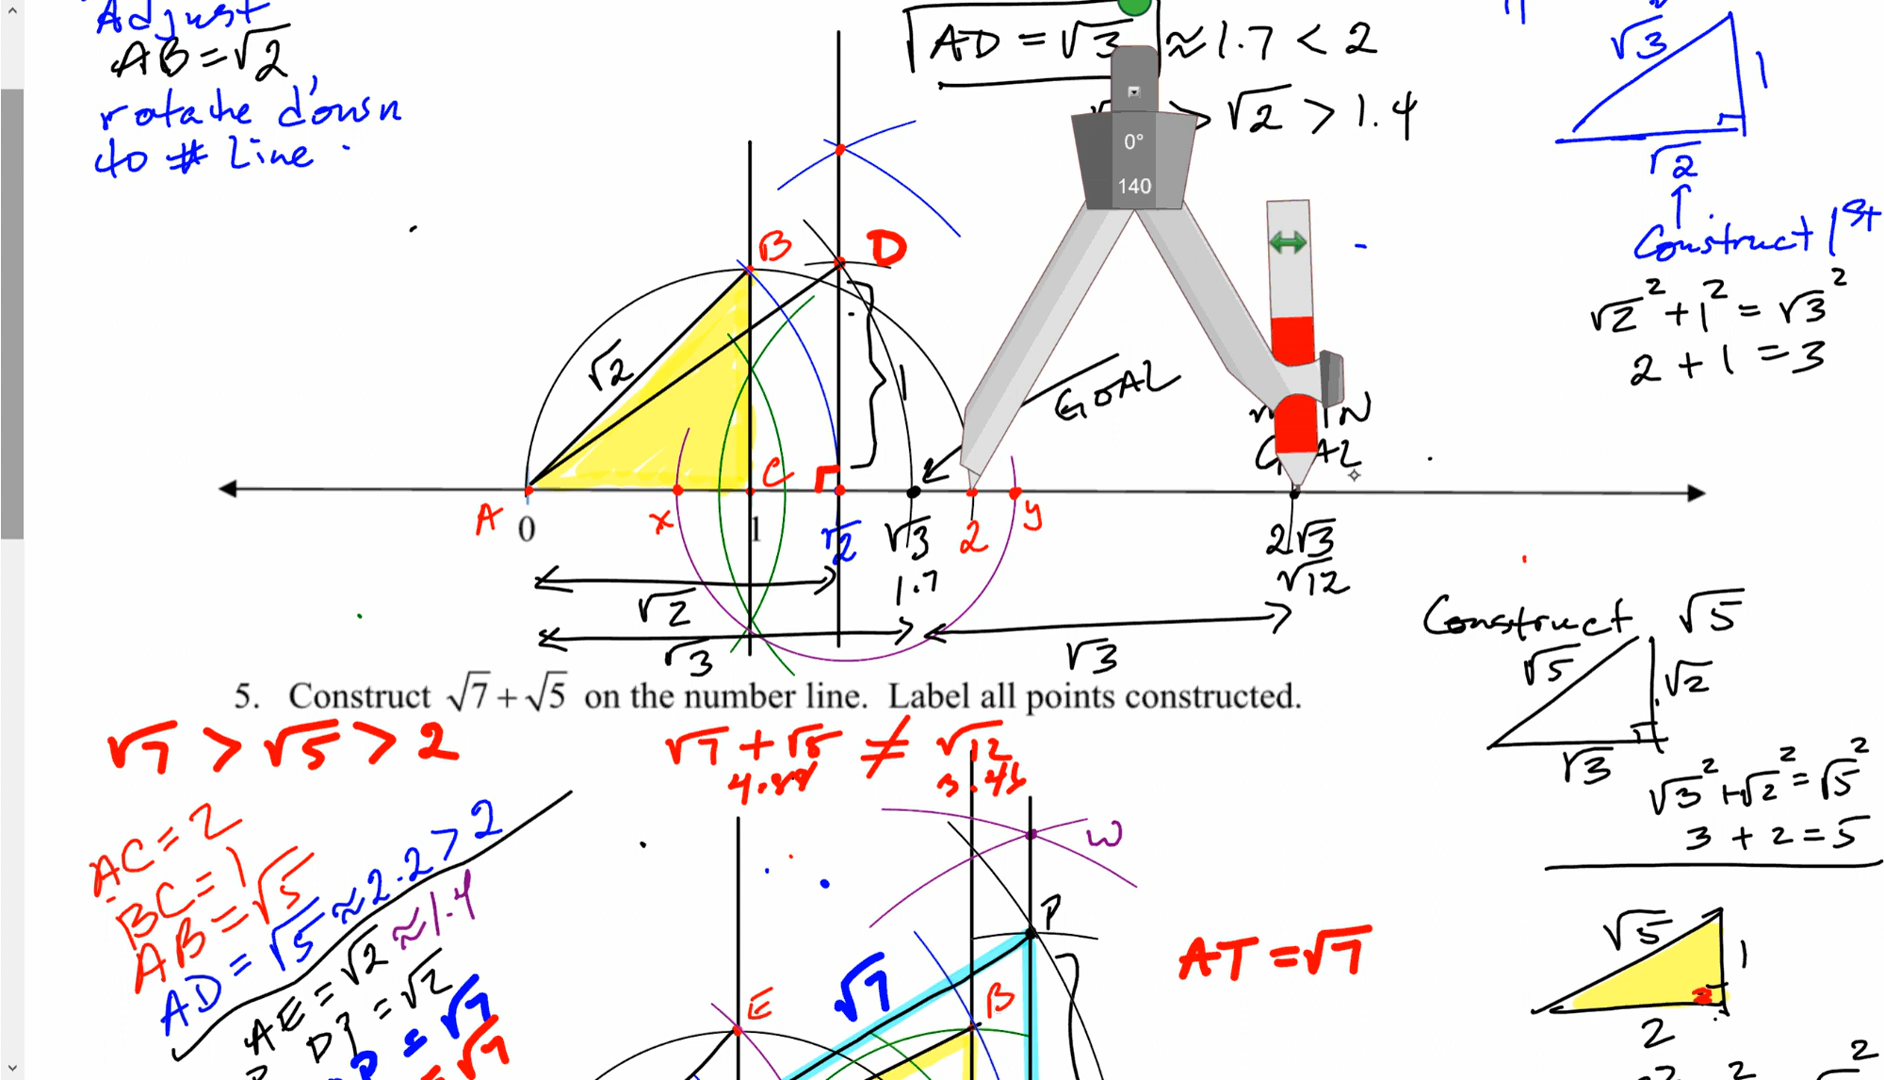 Adjust
AB = √2
rotate down
to # Line
AD = √3 ≈ 1.7 < 2
> √2 > 1.4
0°
140
√3
1
√2
Construct 1st
√2² + 1² = √3²
2 + 1 = 3
B
D
√2
1
GOAL
A
x
C
y
0
1
√2
√3
2
2√3
1.7
√12
√2
√3
√3
Construct √5
√5
√2
√3
√3² + √2² = √5²
3 + 2 = 5
5. Construct √7 + √5 on the number line. Label all points constructed.
√7 > √5 > 2
√7 + √5 ≠ √12
3.46
AC = 2
BC = 1
AB = √5
AD = √5 ≈ 2.2 > 2
AE = √2 ≈ 1.4
= √2
= √7
= √7
W
P
E
√7
B
AT = √7
√5
1
2